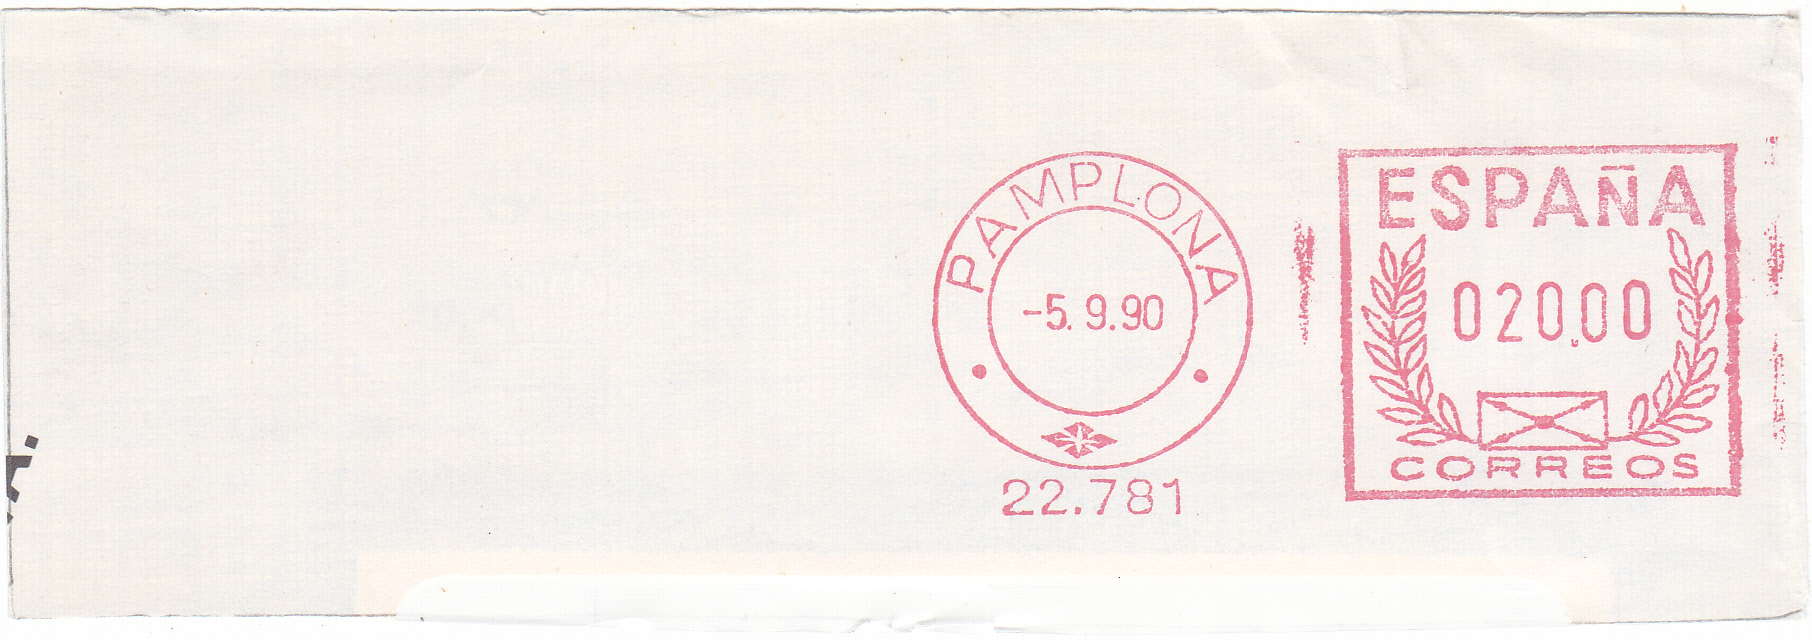 PAMPLONA
-5. 9.90
22.781
ESPAÑA
020,00
CORREOS